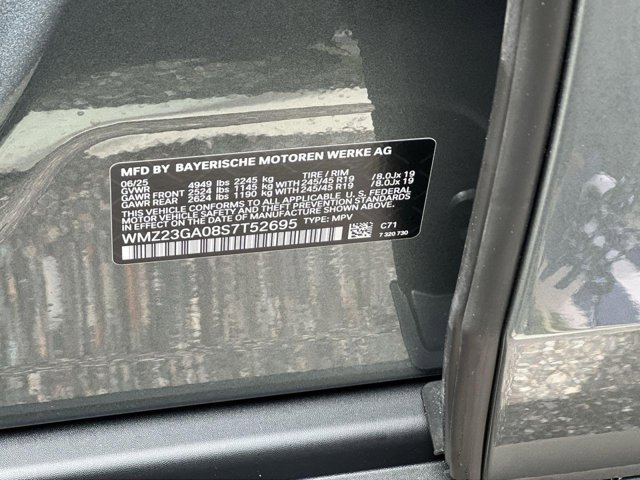 MFD BY BAYERISCHE MOTOREN WERKE AG
06/25 TIRE / RIM
GVWR 4949 lbs 2245 kg
GAWR FRONT 2524 lbs 1145 kg WITH 245/45 R19 / 8.0Jx 19
GAWR REAR 2624 lbs 1190 kg WITH 245/45 R19 / 8.0Jx 19
THIS VEHICLE CONFORMS TO ALL APPLICABLE U.S. FEDERAL
MOTOR VEHICLE SAFETY AND THEFT PREVENTION STANDARDS
IN EFFECT ON THE DATE OF MANUFACTURE SHOWN ABOVE.
WMZ23GA08S7T52695 TYPE: MPV
C71
7 320 730